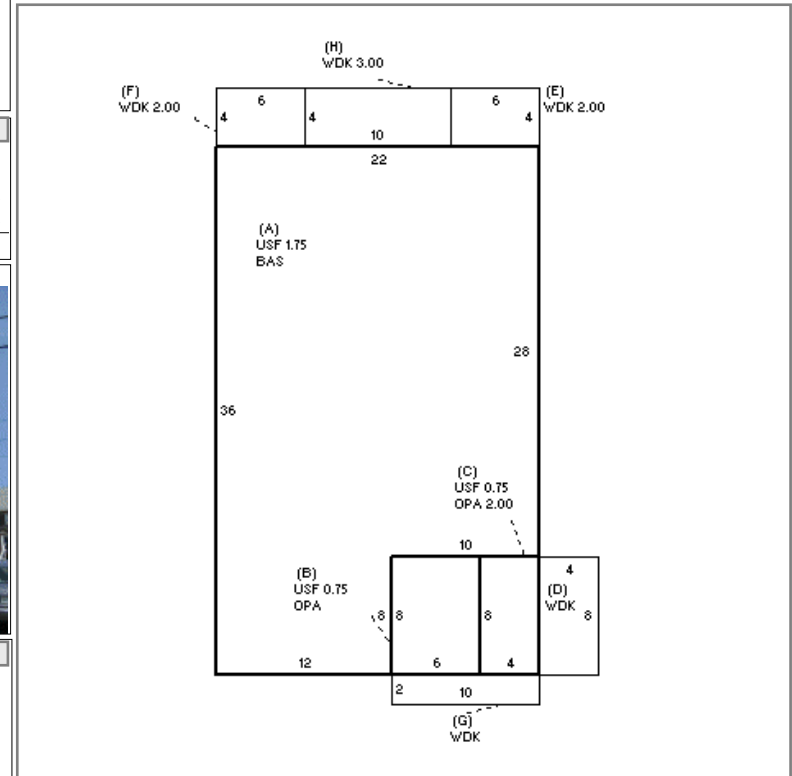 (H)
WDK 3.00
(F)
WDK 2.00
(E)
WDK 2.00
6
6
4
4
4
10
22
(A)
USF 1.75
BAS
28
36
(C)
USF 0.75
OPA 2.00
10
(B)
USF 0.75
OPA
4
(D)
WDK
8
8
8
8
12
6
4
2
10
(G)
WDK